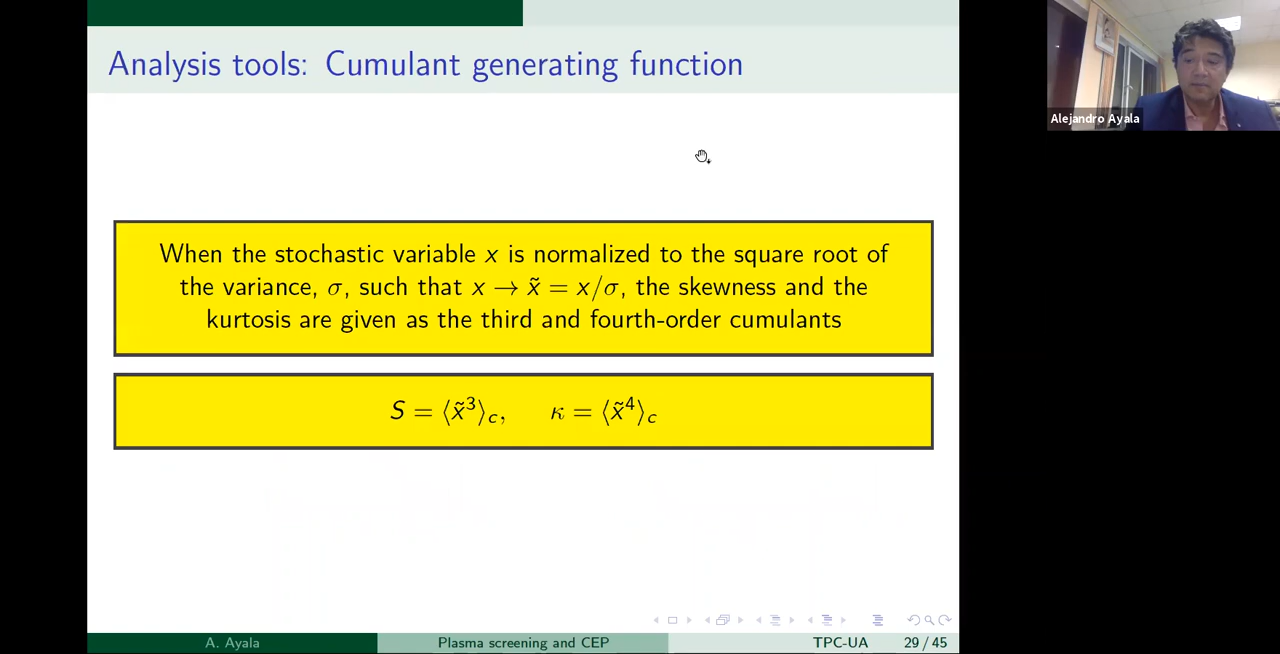 Analysis tools: Cumulant generating function
Alejandro Ayala
When the stochastic variable x is normalized to the square root of
the variance, σ, such that x → x̃ = x/σ, the skewness and the
kurtosis are given as the third and fourth-order cumulants
S = ⟨x̃³⟩c, κ = ⟨x̃⁴⟩c
A. Ayala Plasma screening and CEP TPC-UA 29 / 45